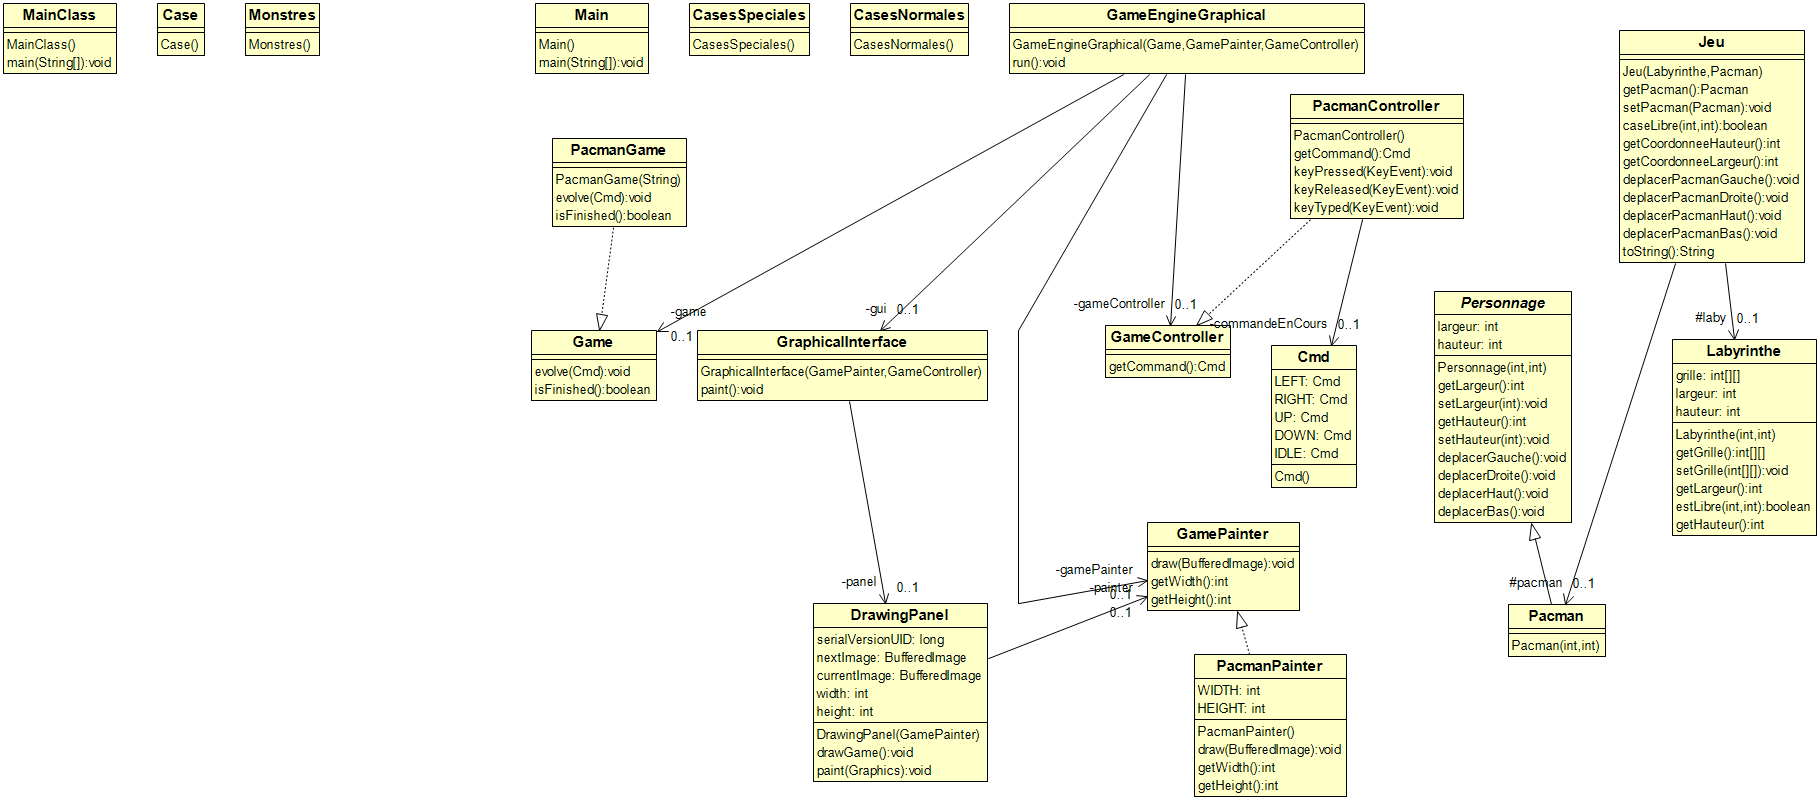 MainClass
MainClass()
main(String[]):void
Case
Case()
Monstres
Monstres()
Main
Main()
main(String[]):void
CasesSpeciales
CasesSpeciales()
CasesNormales
CasesNormales()
GameEngineGraphical
GameEngineGraphical(Game,GamePainter,GameController)
run():void
Jeu
Jeu(Labyrinthe,Pacman)
getPacman():Pacman
setPacman(Pacman):void
caseLibre(int,int):boolean
getCoordonneeHauteur():int
getCoordonneeLargeur():int
deplacerPacmanGauche():void
deplacerPacmanDroite():void
deplacerPacmanHaut():void
deplacerPacmanBas():void
toString():String
PacmanController
PacmanController()
getCommand():Cmd
keyPressed(KeyEvent):void
keyReleased(KeyEvent):void
keyTyped(KeyEvent):void
PacmanGame
PacmanGame(String)
evolve(Cmd):void
isFinished():boolean
-game
0..1
-gui 0..1
-gameController 0..1
-commandeEnCours 0..1
#laby 0..1
Game
evolve(Cmd):void
isFinished():boolean
GraphicalInterface
GraphicalInterface(GamePainter,GameController)
paint():void
GameController
getCommand():Cmd
Cmd
LEFT: Cmd
RIGHT: Cmd
UP: Cmd
DOWN: Cmd
IDLE: Cmd
Cmd()
Personnage
largeur: int
hauteur: int
Personnage(int,int)
getLargeur():int
setLargeur(int):void
getHauteur():int
setHauteur(int):void
deplacerGauche():void
deplacerDroite():void
deplacerHaut():void
deplacerBas():void
Labyrinthe
grille: int[][]
largeur: int
hauteur: int
Labyrinthe(int,int)
getGrille():int[][]
setGrille(int[][]):void
getLargeur():int
estLibre(int,int):boolean
getHauteur():int
GamePainter
draw(BufferedImage):void
getWidth():int
getHeight():int
-gamePainter
0..1
-painter
0..1
-panel 0..1
#pacman 0..1
DrawingPanel
serialVersionUID: long
nextImage: BufferedImage
currentImage: BufferedImage
width: int
height: int
DrawingPanel(GamePainter)
drawGame():void
paint(Graphics):void
Pacman
Pacman(int,int)
PacmanPainter
WIDTH: int
HEIGHT: int
PacmanPainter()
draw(BufferedImage):void
getWidth():int
getHeight():int